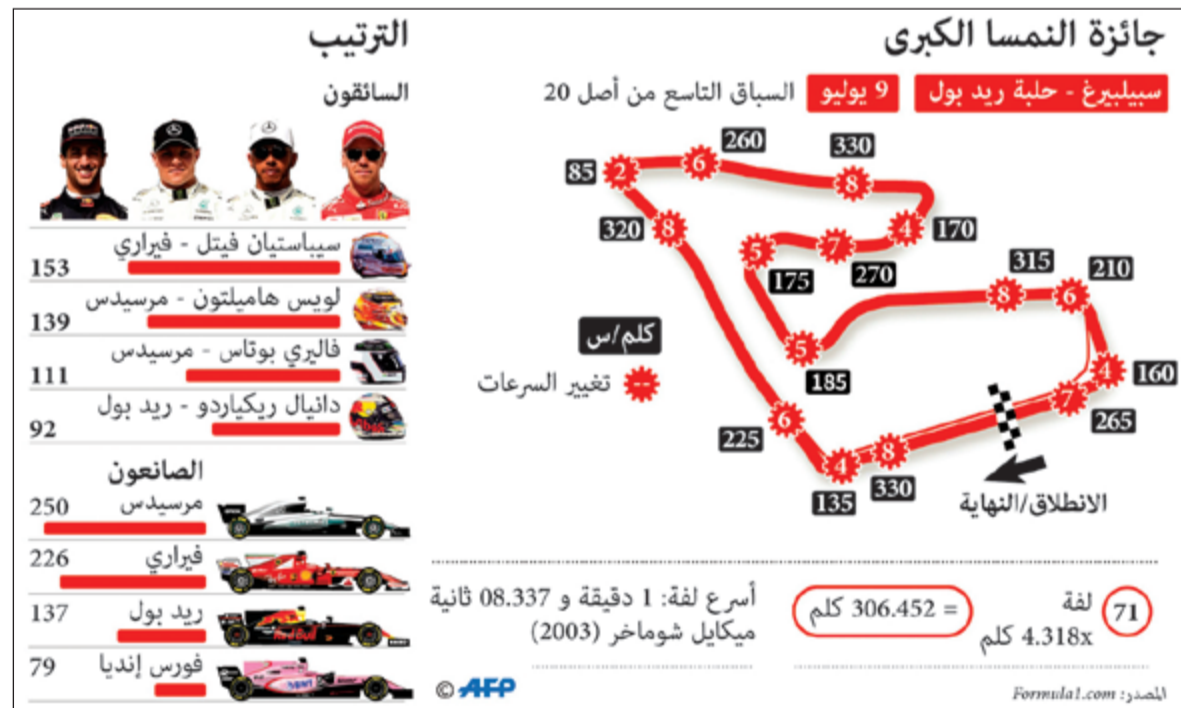 جائزة النمسا الكبرى
سبيلبيرغ - حلبة ريد بول
9 يوليو
السباق التاسع من أصل 20
330
260
85
320
170
270
175
315
210
185
160
265
225
135
330
8
6
2
8
4
7
5
8
6
5
4
7
6
4
8
كلم/س
تغيير السرعات
الانطلاق/النهاية
71
لفة
4.318x كلم
= 306.452 كلم
أسرع لفة: 1 دقيقة و 08.337 ثانية
ميكايل شوماخر (2003)
المصدر: Formula1.com
© AFP
الترتيب
السائقون
سيباستيان فيتل - فيراري
153
لويس هاميلتون - مرسيدس
139
فاليري بوتاس - مرسيدس
111
دانيال ريكياردو - ريد بول
92
الصانعون
مرسيدس
250
فيراري
226
ريد بول
137
فورس إنديا
79